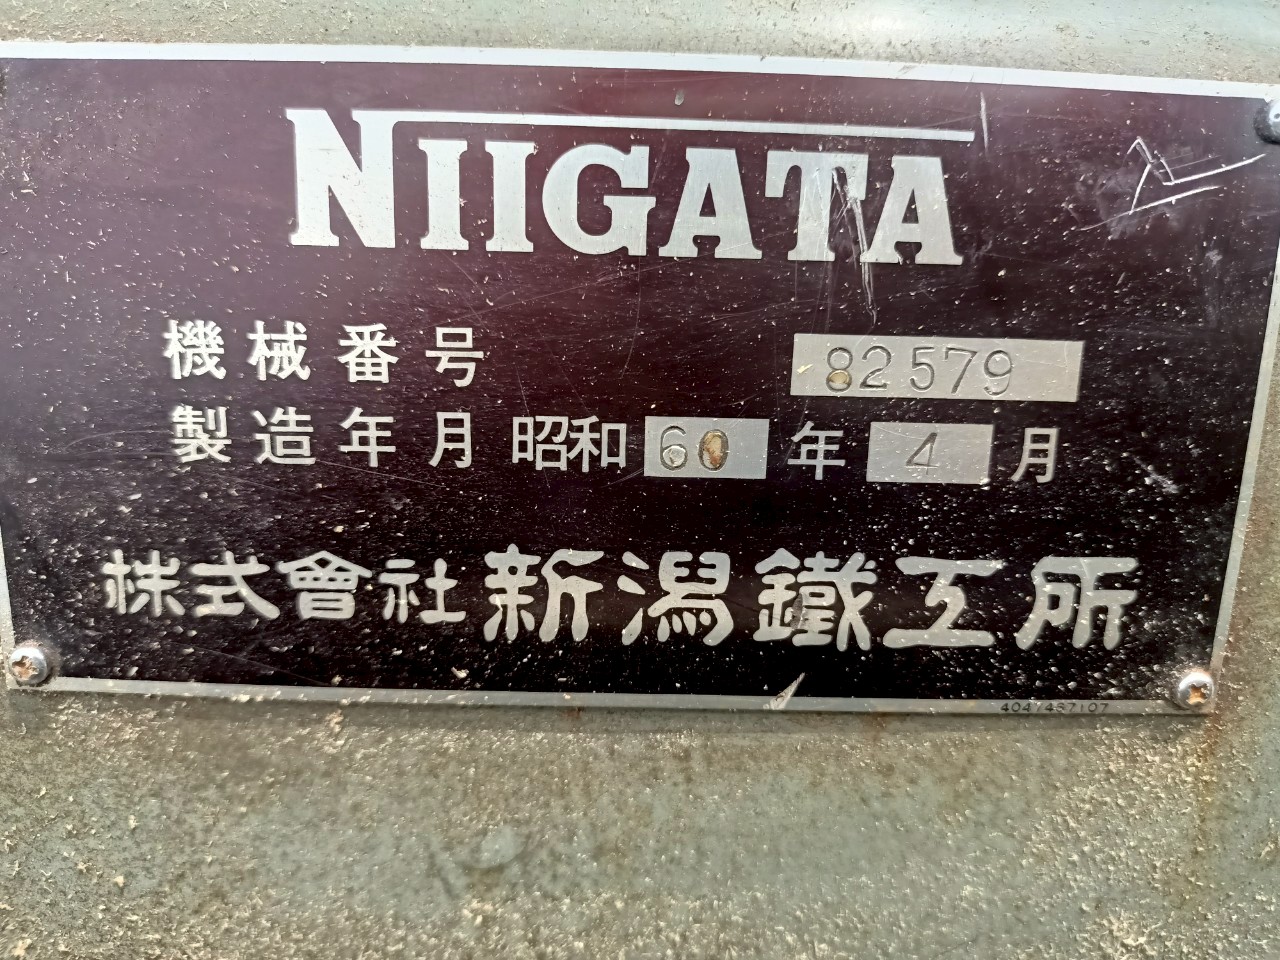 NIIGATA
機械番号 82579
製造年月 昭和 60 年 4 月
株式會社 新潟鐵工所